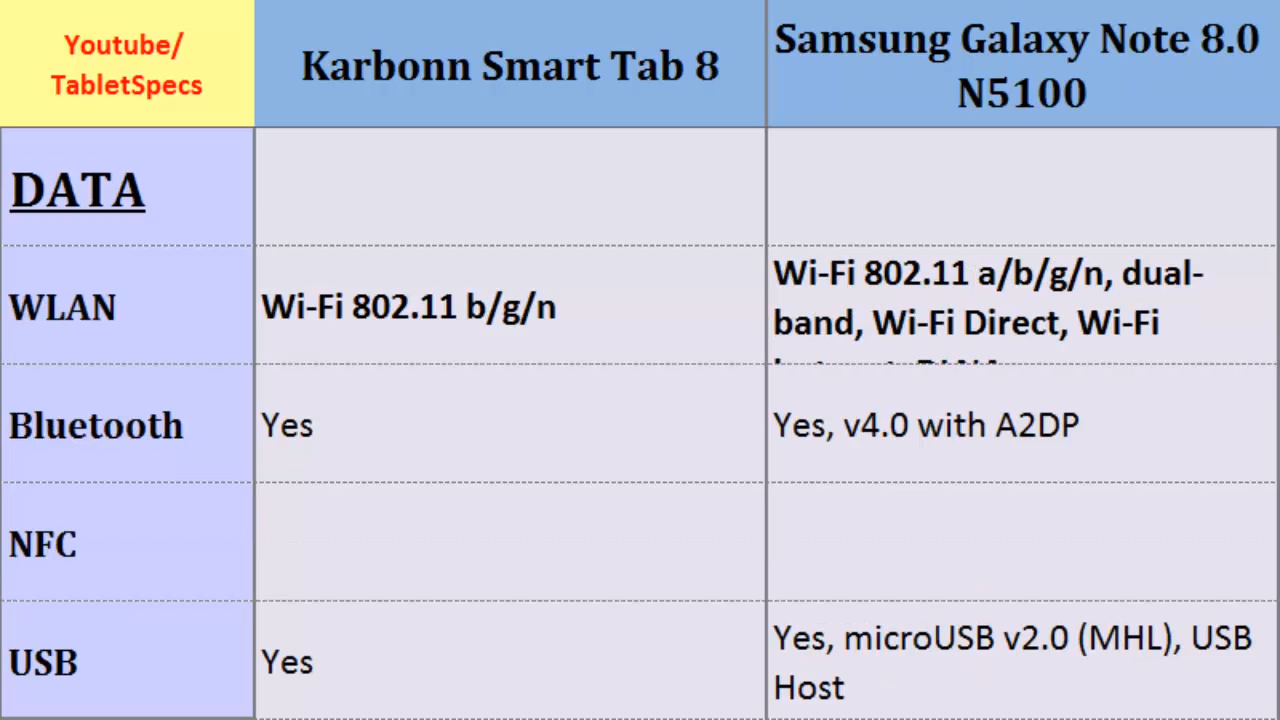 Youtube/
TabletSpecs
Karbonn Smart Tab 8
Samsung Galaxy Note 8.0
N5100
DATA
WLAN
Wi-Fi 802.11 b/g/n
Wi-Fi 802.11 a/b/g/n, dual-
band, Wi-Fi Direct, Wi-Fi
Bluetooth
Yes
Yes, v4.0 with A2DP
NFC
USB
Yes
Yes, microUSB v2.0 (MHL), USB
Host